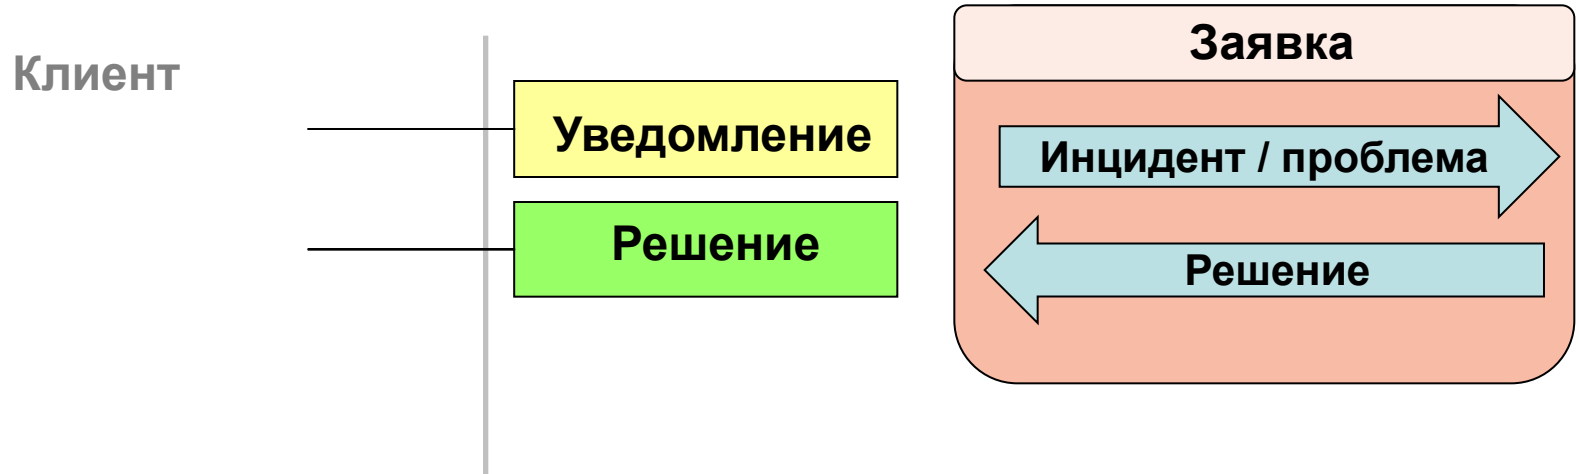 Клиент
Уведомление
Решение
Заявка
Инцидент / проблема
Решение